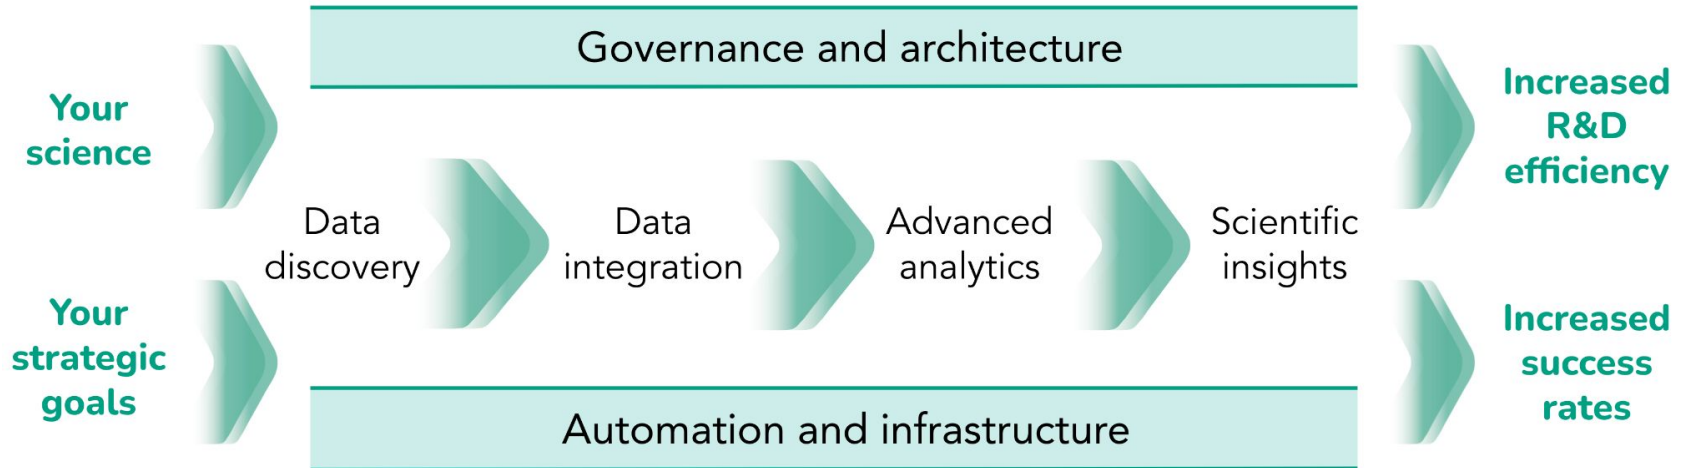 Governance and architecture
Your
science
Your
strategic
goals
Data
discovery
Data
integration
Advanced
analytics
Scientific
insights
Increased
R&D
efficiency
Increased
success
rates
Automation and infrastructure